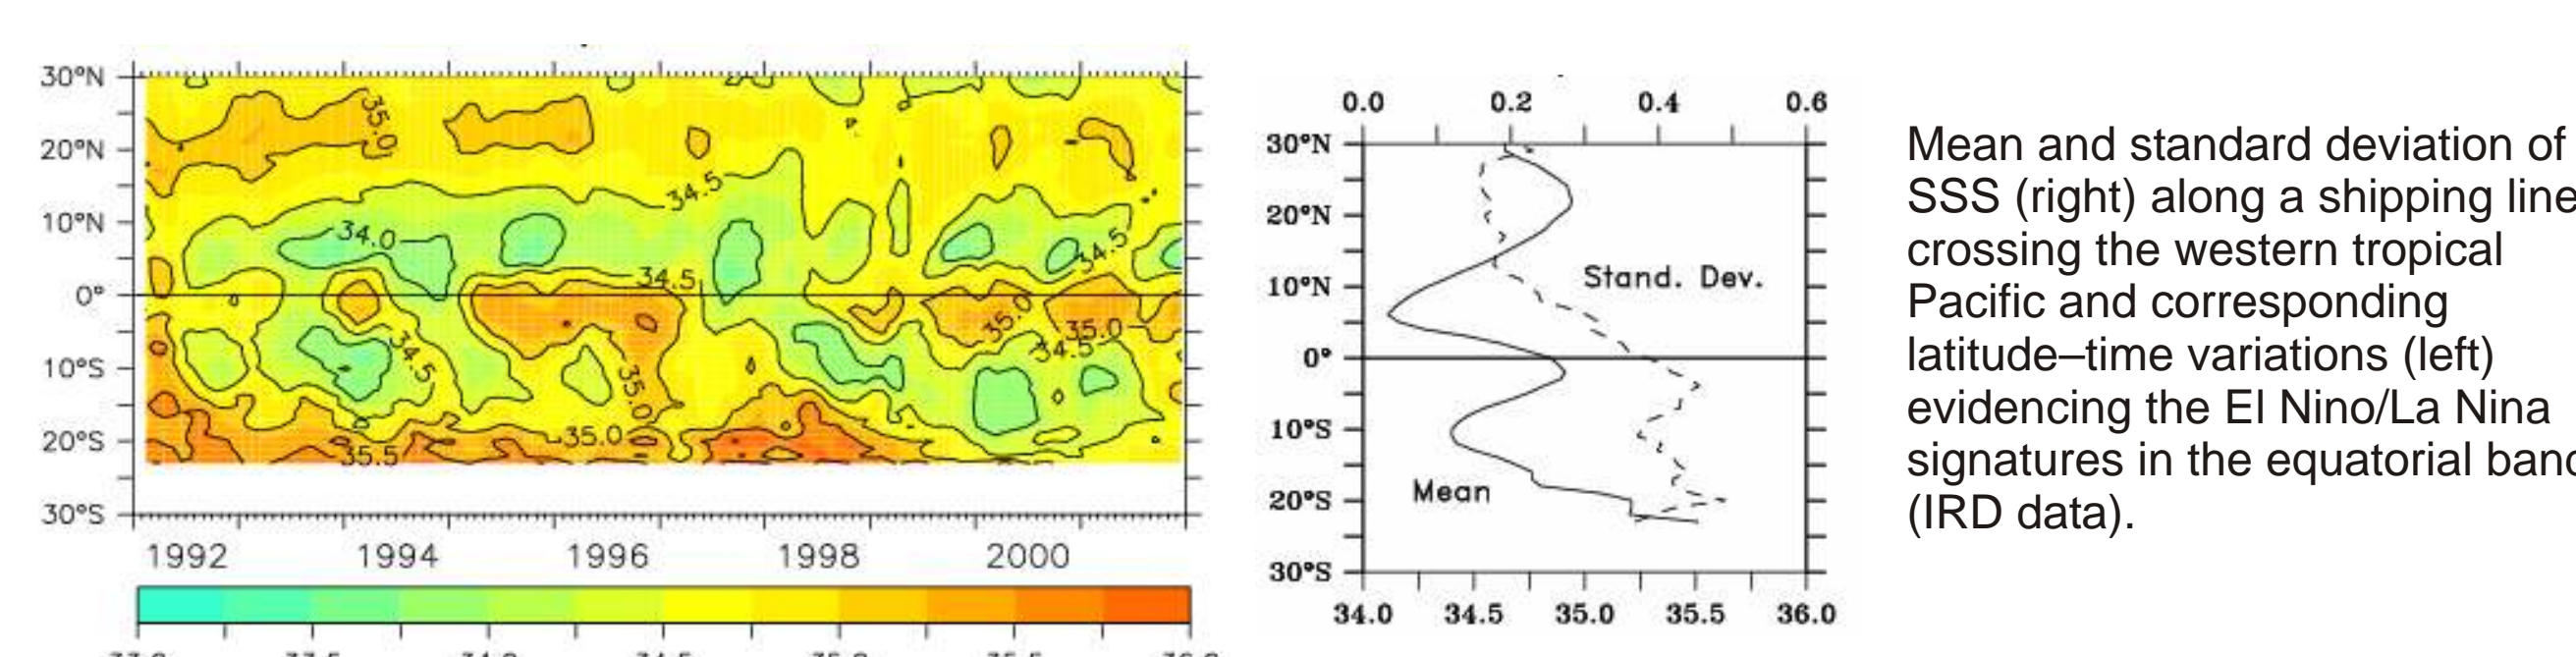 30°N
20°N
10°N
0°
10°S
20°S
30°S
35.0
34.5
34.0
34.5
34.5
34.5
35.0
35.0
34.5
35.0
35.0
35.5
1992 1994 1996 1998 2000
0.0 0.2 0.4 0.6
30°N
20°N
10°N
0°
10°S
20°S
30°S
Stand. Dev.
Mean
34.0 34.5 35.0 35.5 36.0
Mean and standard deviation of
SSS (right) along a shipping line
crossing the western tropical
Pacific and corresponding
latitude–time variations (left)
evidencing the El Nino/La Nina
signatures in the equatorial
(IRD data).